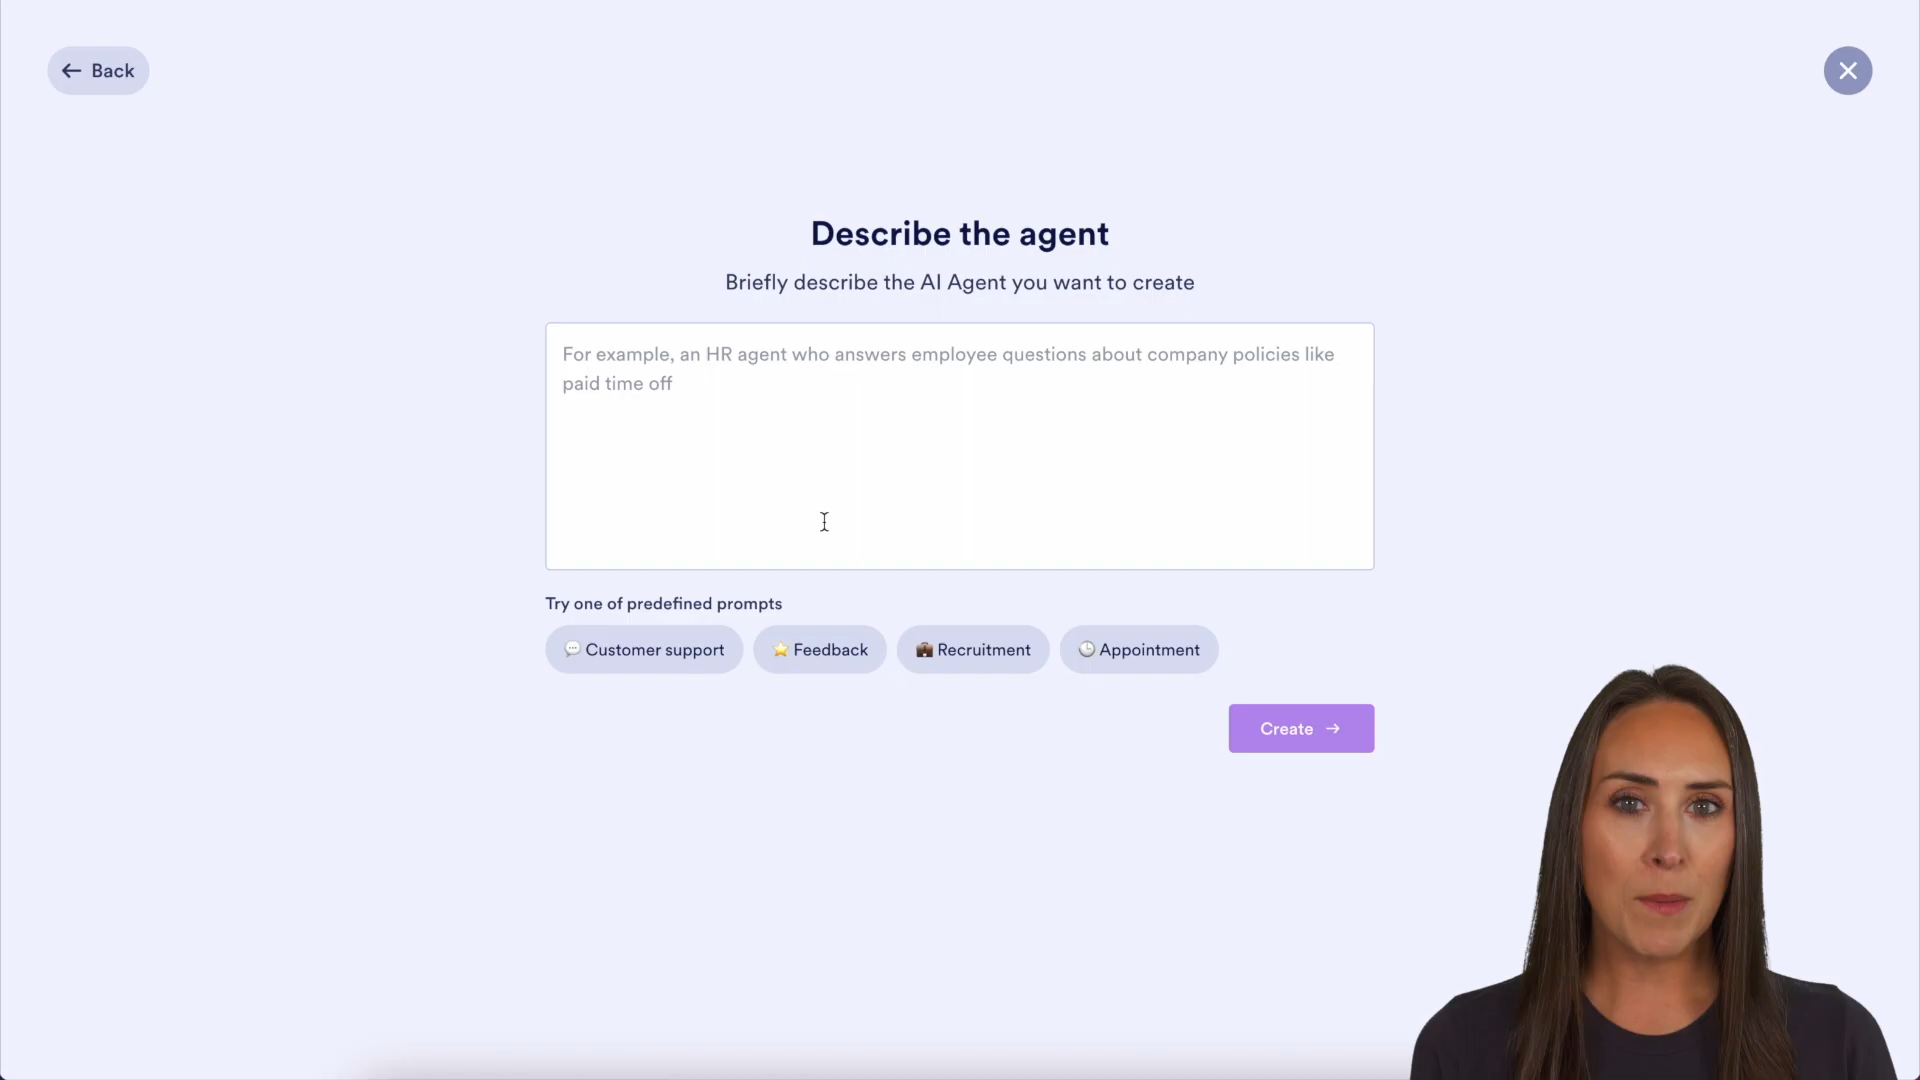 Back
Describe the agent
Briefly describe the AI Agent you want to create
For example, an HR agent who answers employee questions about company policies like
paid time off
Try one of predefined prompts
Customer support
Feedback
Recruitment
Appointment
Create